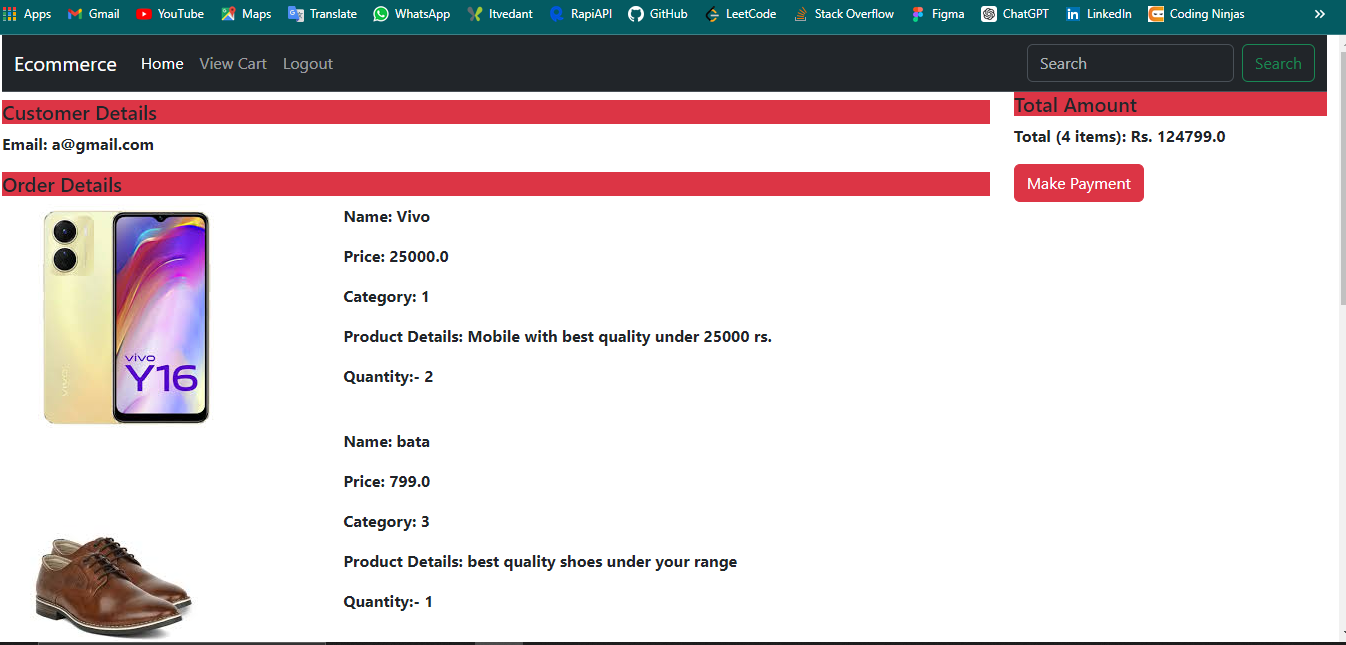 Apps Gmail YouTube Maps Translate WhatsApp Itvedant RapiAPI GitHub LeetCode Stack Overflow Figma ChatGPT LinkedIn Coding Ninjas »
Ecommerce Home View Cart Logout Search Search
Customer Details
Email: a@gmail.com
Order Details
vivo
vivo
Y16
Name: Vivo
Price: 25000.0
Category: 1
Product Details: Mobile with best quality under 25000 rs.
Quantity:- 2
Name: bata
Price: 799.0
Category: 3
Product Details: best quality shoes under your range
Quantity:- 1
Total Amount
Total (4 items): Rs. 124799.0
Make Payment